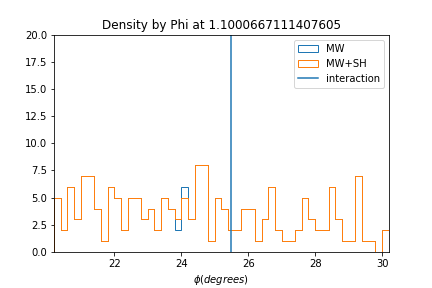 Density by Phi at 1.1000667111407605
20.0
17.5
15.0
12.5
10.0
7.5
5.0
2.5
0.0
MW
MW+SH
interaction
22 24 26 28 30
ϕ(degrees)